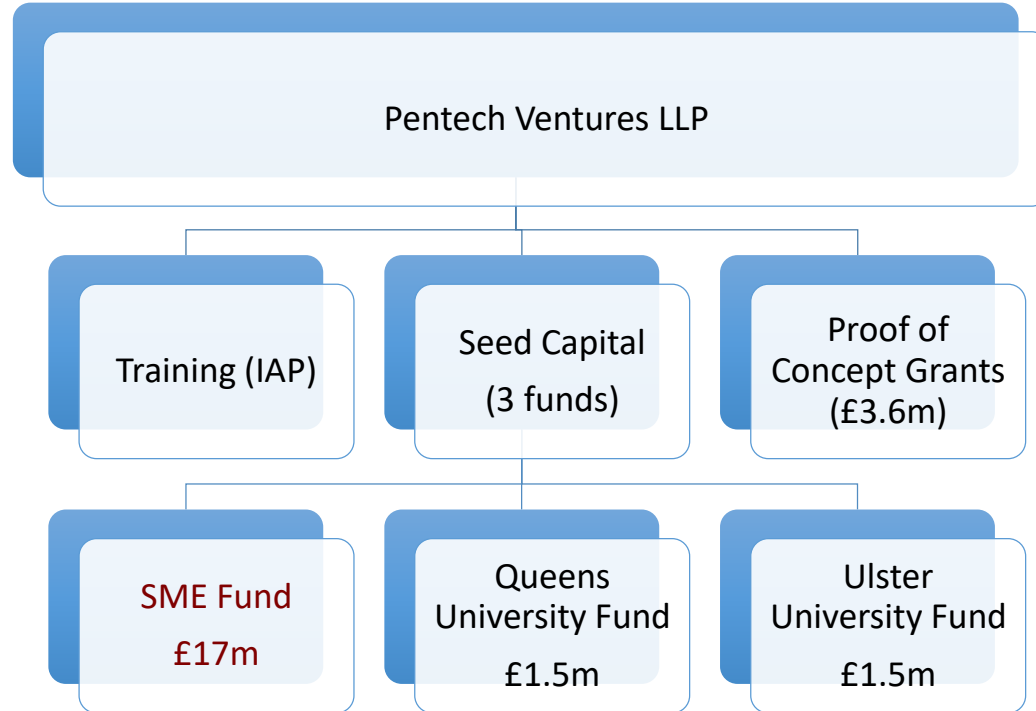 Pentech Ventures LLP
Training (IAP)
Seed Capital
(3 funds)
Proof of
Concept Grants
(£3.6m)
SME Fund
£17m
Queens
University Fund
£1.5m
Ulster
University Fund
£1.5m